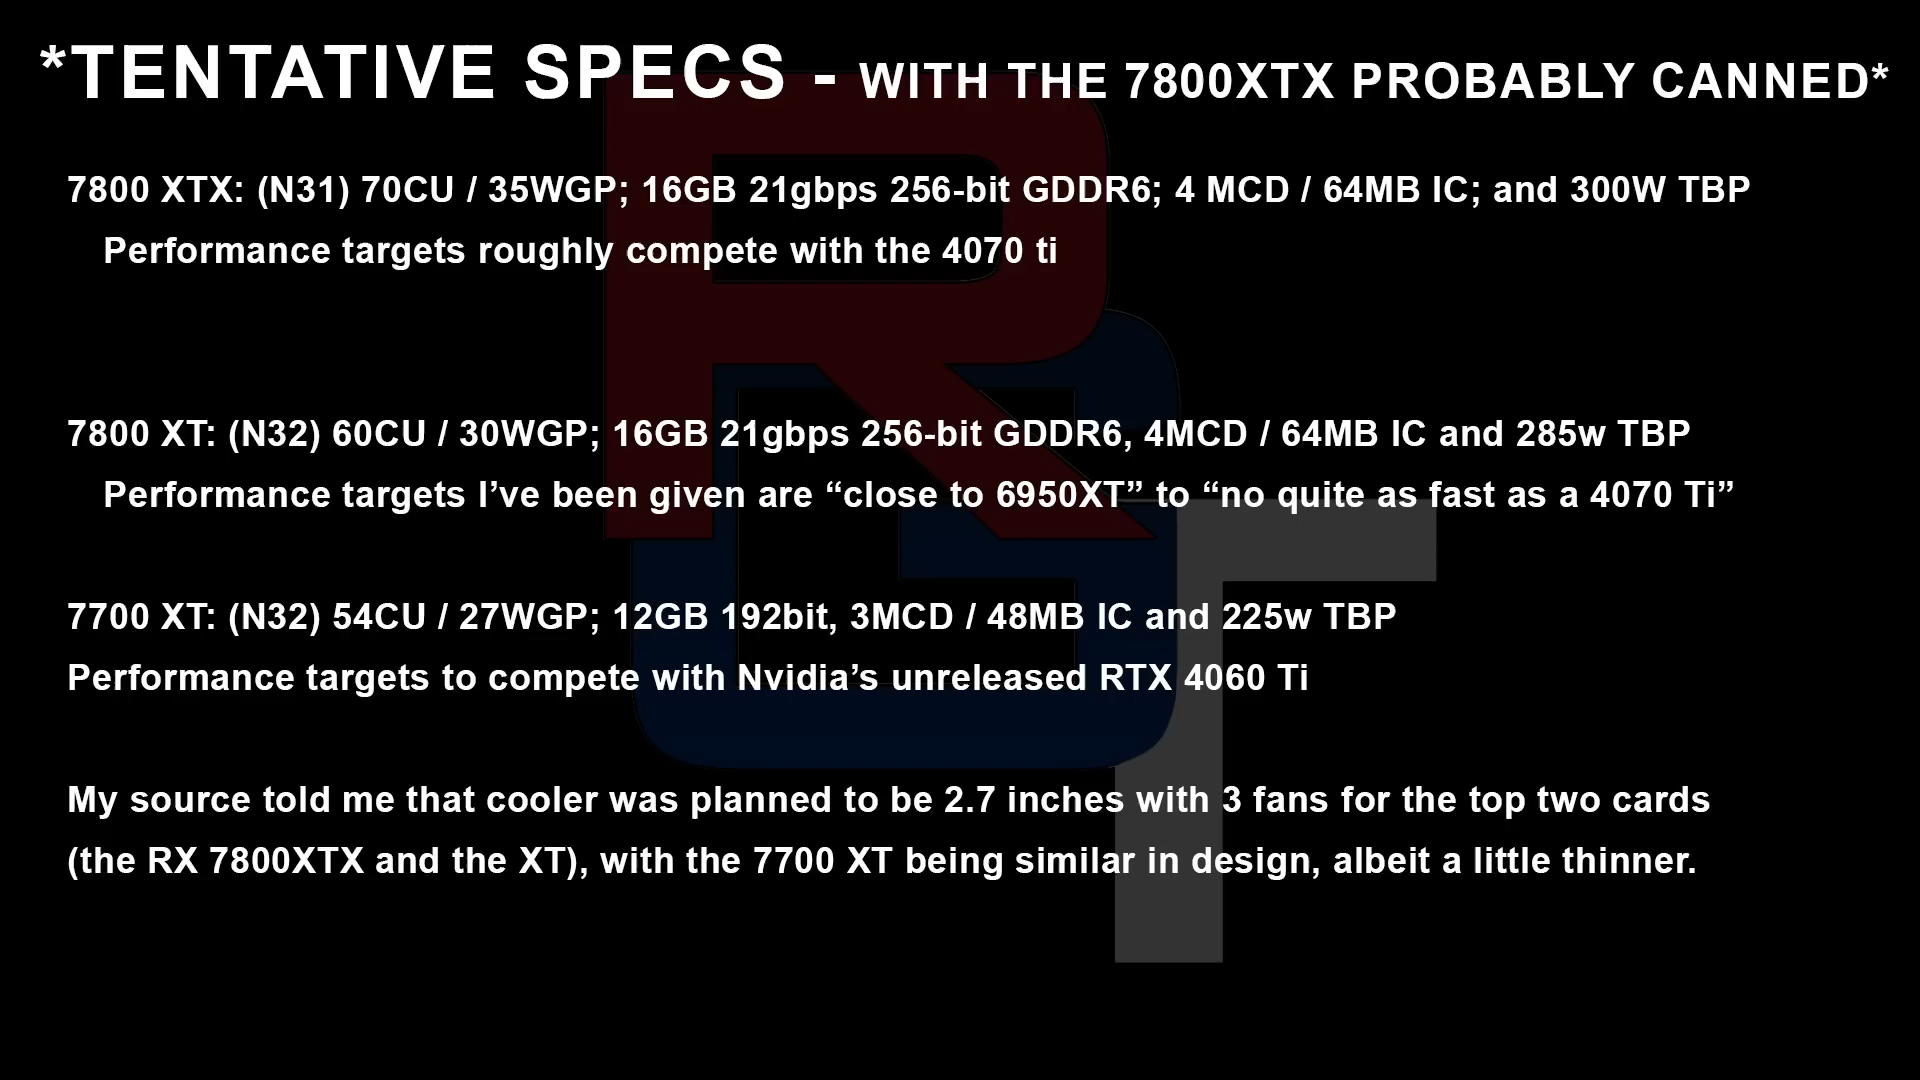 *TENTATIVE SPECS - WITH THE 7800XTX PROBABLY CANNED*
7800 XTX: (N31) 70CU / 35WGP; 16GB 21gbps 256-bit GDDR6; 4 MCD / 64MB IC; and 300W TBP
Performance targets roughly compete with the 4070 ti
7800 XT: (N32) 60CU / 30WGP; 16GB 21gbps 256-bit GDDR6, 4MCD / 64MB IC and 285w TBP
Performance targets I’ve been given are “close to 6950XT” to “no quite as fast as a 4070 Ti”
7700 XT: (N32) 54CU / 27WGP; 12GB 192bit, 3MCD / 48MB IC and 225w TBP
Performance targets to compete with Nvidia’s unreleased RTX 4060 Ti
My source told me that cooler was planned to be 2.7 inches with 3 fans for the top two cards
(the RX 7800XTX and the XT), with the 7700 XT being similar in design, albeit a little thinner.
RGT